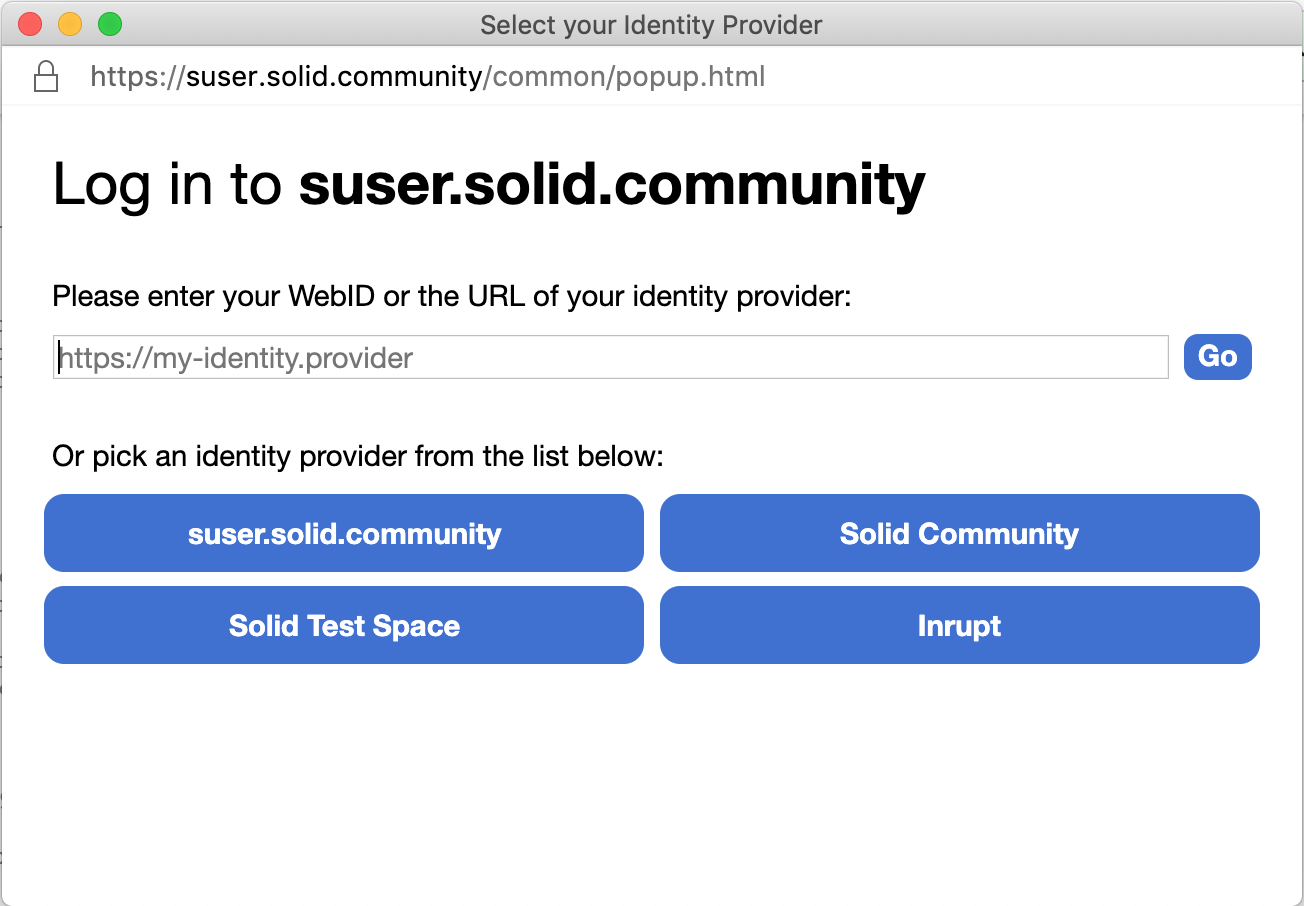 Select your Identity Provider
https://suser.solid.community/common/popup.html
Log in to suser.solid.community
Please enter your WebID or the URL of your identity provider:
https://my-identity.provider
Go
Or pick an identity provider from the list below:
suser.solid.community
Solid Community
Solid Test Space
Inrupt